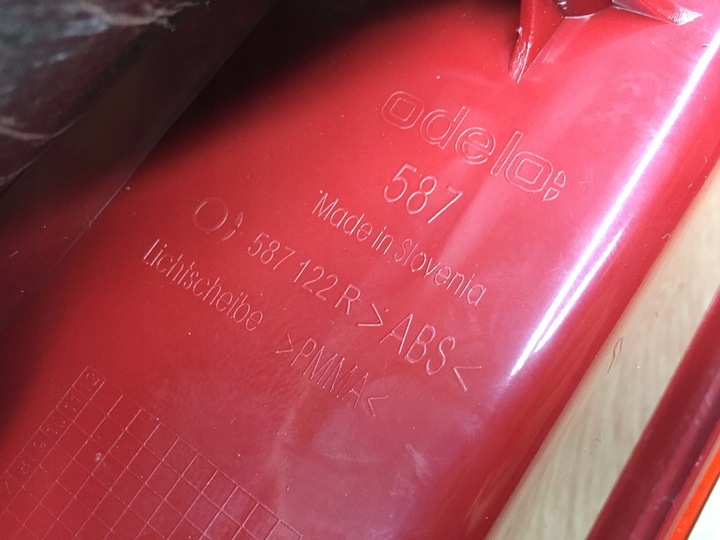 odelo
587
Made in Slovenia
587 122 R >ABS<
Lichtscheibe >PMMA<